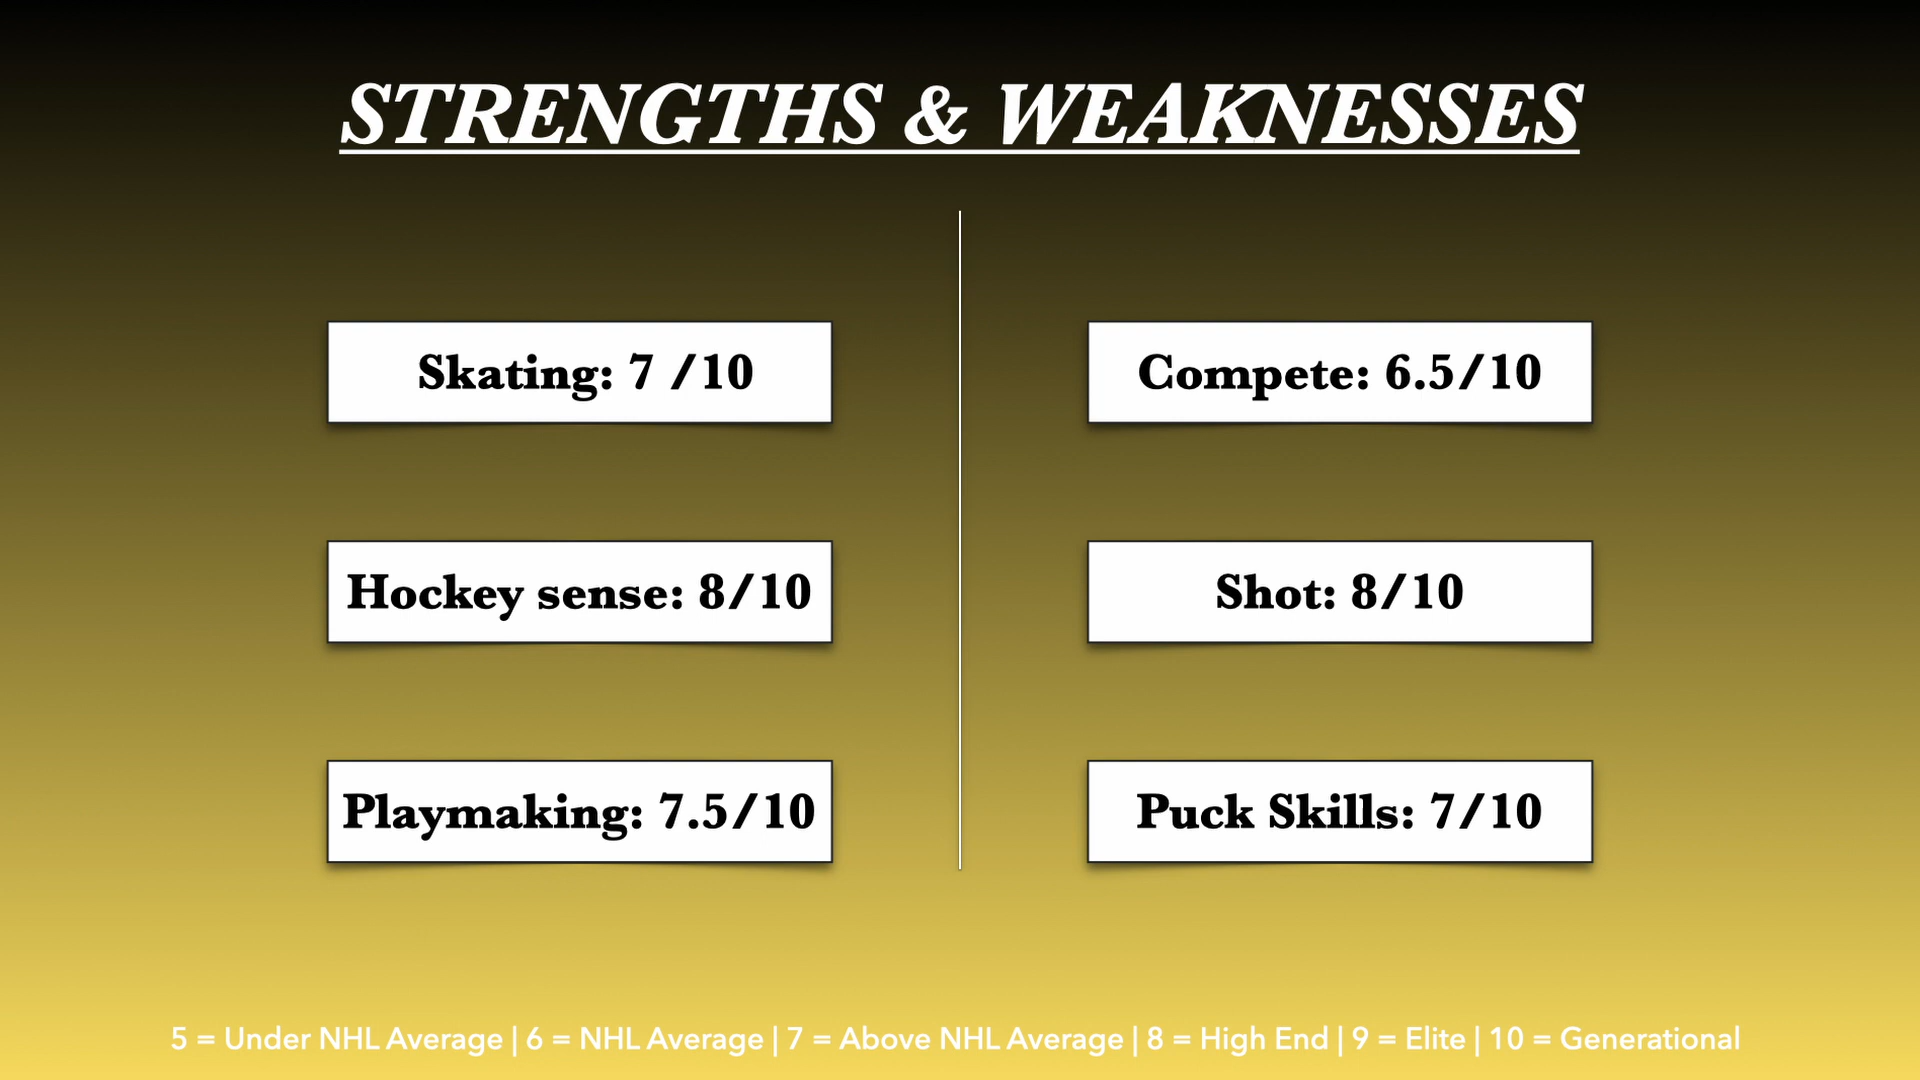 STRENGTHS & WEAKNESSES
Skating: 7 /10
Hockey sense: 8/10
Playmaking: 7.5/10
Compete: 6.5/10
Shot: 8/10
Puck Skills: 7/10
5 = Under NHL Average | 6 = NHL Average | 7 = Above NHL Average | 8 = High End | 9 = Elite | 10 = Generational